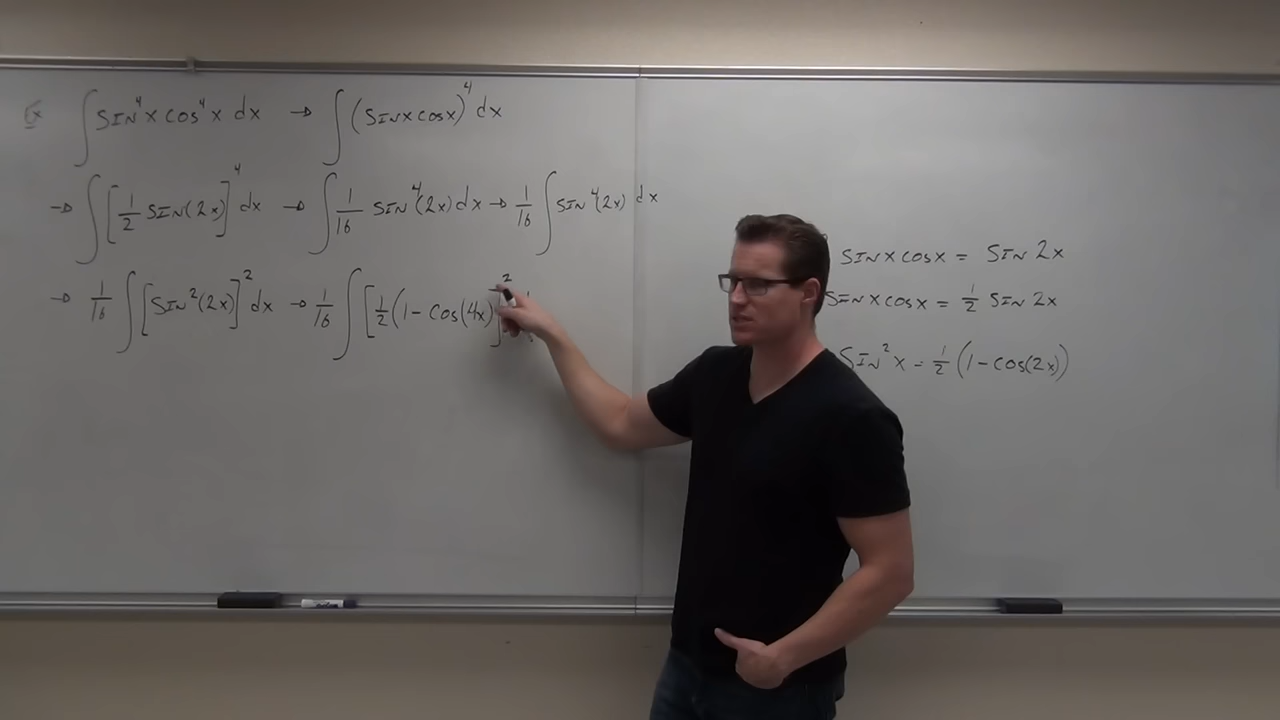 Ex ∫ SIN⁴x cos⁴x dx → ∫ (SINx cosx)⁴ dx
→ ∫ [1/2 SIN(2x)]⁴ dx → ∫ 1/16 SIN⁴(2x) dx → 1/16 ∫ SIN⁴(2x) dx
→ 1/16 ∫ [SIN²(2x)]² dx → 1/16 ∫ [1/2 (1 - cos(4x)]²
SINx cosx = SIN 2x
SINx cosx = 1/2 SIN 2x
SIN²x = 1/2 (1 - cos(2x))